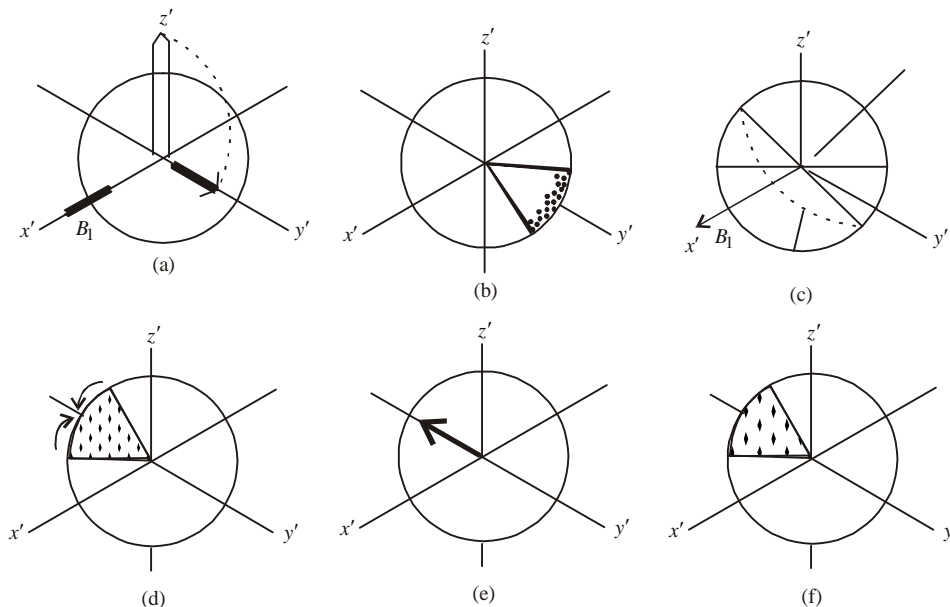 z′
x′
B₁
y′
(a)
z′
x′
y′
(b)
z′
x′
B₁
y′
(c)
z′
x′
y′
(d)
z′
x′
y′
(e)
z′
x′
y
(f)